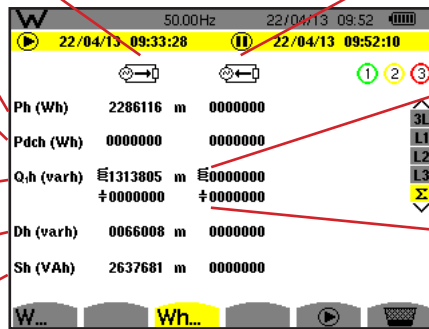 W 50.00Hz 22/04/13 09:52
22/04/13 09:33:28 22/04/13 09:52:10
1 2 3
Ph (Wh) 2286116 m 0000000
3L
Pdch (Wh) 0000000 0000000
L1
L2
Q₁h (varh) 1313805 m 0000000
L3
0000000 0000000
Σ
Dh (varh) 0066008 m 0000000
Sh (VAh) 2637681 m 0000000
W... Wh...